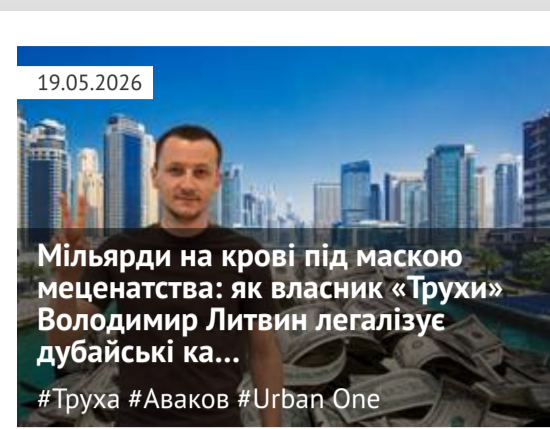 19.05.2026
Мільярди на крові під маскою
меценатства: як власник «Трухи»
Володимир Литвин легалізує
дубайські ка...
#Труха #Аваков #Urban One